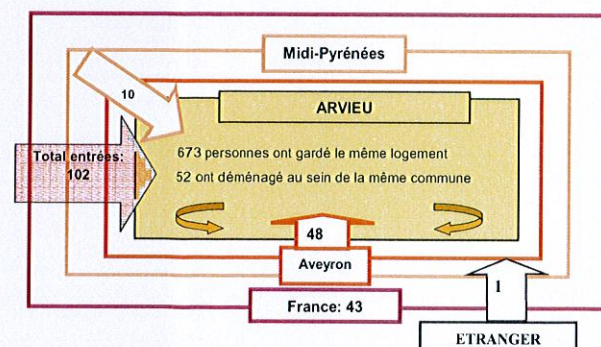 Midi-Pyrénées
10
ARVIEU
Total entrées:
102
673 personnes ont gardé le même logement
52 ont déménagé au sein de la même commune
48
Aveyron
1
France: 43
ETRANGER